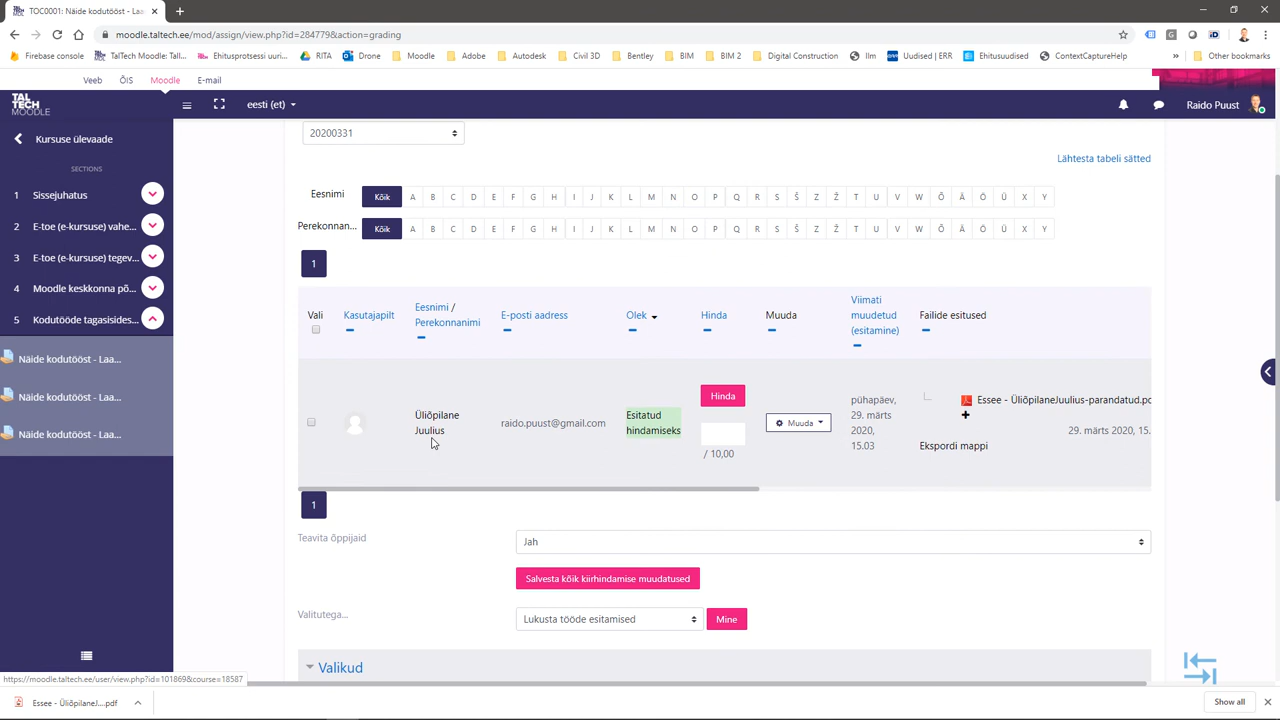 TOC0001: Näide kodutööst - Laa
moodle.taltech.ee/mod/assign/view.php?id=284779&action=grading
Firebase console TalTech Moodle: Tall... Ehitusprotsessi uuri... RITA Drone Moodle Adobe Autodesk Civil 3D Bentley BIM BIM 2 Digital Construction Ilm Uudised | ERR Ehitusuudised ContextCaptureHelp » Other bookmarks
Veeb ÕIS Moodle E-mail
TAL TECH MOODLE
eesti (et)
Raido Puust
Kursuse ülevaade
SECTIONS
1 Sissejuhatus
2 E-toe (e-kursuse) vahe...
3 E-toe (e-kursuse) tegev...
4 Moodle keskkonna põ...
5 Kodutööde tagasisides...
Näide kodutööst - Laa...
Näide kodutööst - Laa...
Näide kodutööst - Laa...
20200331
Lähtesta tabeli sätted
Eesnimi Kõik A B C D E F G H I J K L M N O P Q R S Š Z Ž T U V W Õ Ä Ö Ü X Y
Perekonnan... Kõik A B C D E F G H I J K L M N O P Q R S Š Z Ž T U V W Õ Ä Ö Ü X Y
1
Vali Kasutajapilt Eesnimi / Perekonnanimi E-posti aadress Olek Hinda Muuda Viimati muudetud (esitamine) Failide esitused
Üliõpilane Juulius
raido.puust@gmail.com
Esitatud hindamiseks
Hinda
/ 10,00
Muuda
pühapäev, 29. märts 2020, 15.03
Essee - ÜliõpilaneJuulius-parandatud.pc
29. märts 2020, 15.
Ekspordi mappi
1
Teavita õppijaid Jah
Salvesta kõik kiirhindamise muudatused
Valitutega... Lukusta tööde esitamised Mine
Valikud
https://moodle.taltech.ee/user/view.php?id=101869&course=18587
Essee - ÜliõpilaneJ....pdf
Show all